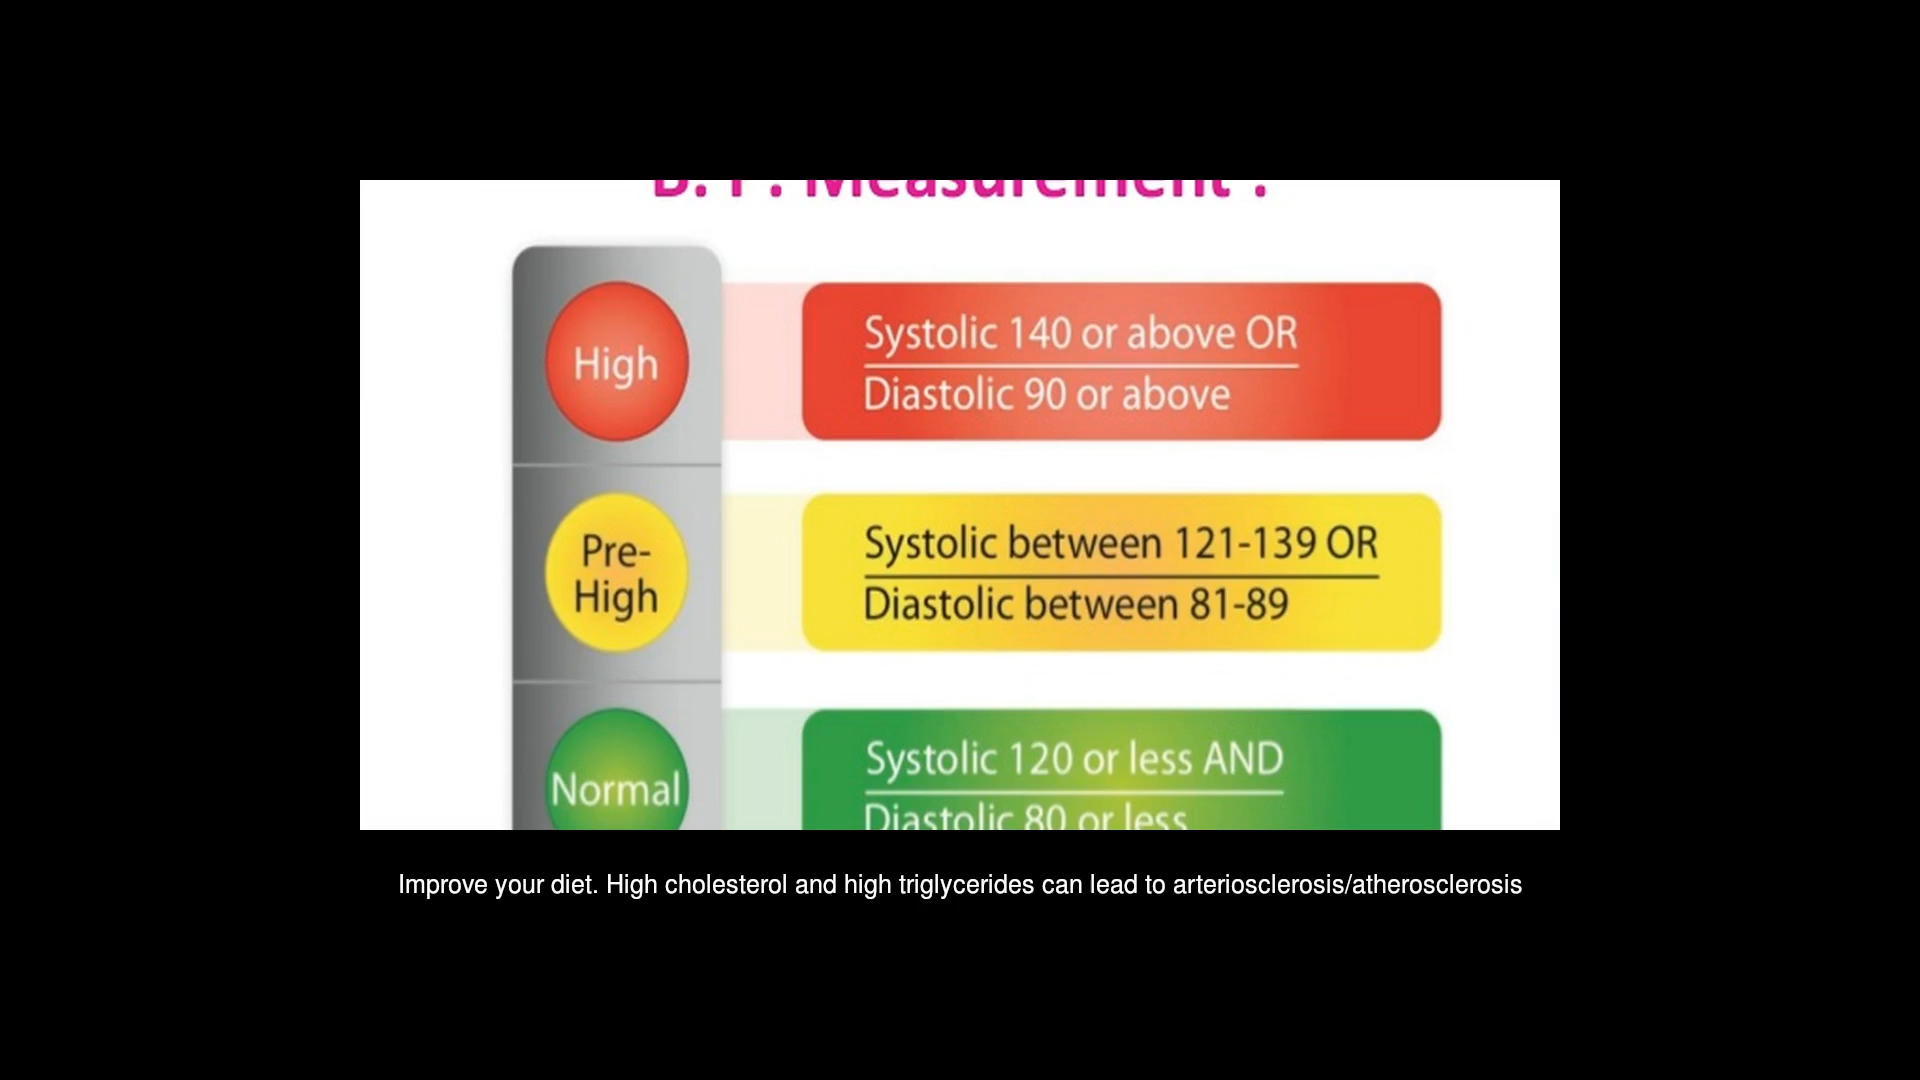 B. P. Measurement :
High
Systolic 140 or above OR
Diastolic 90 or above
Pre-
High
Systolic between 121-139 OR
Diastolic between 81-89
Normal
Systolic 120 or less AND
Diastolic 80 or less
Improve your diet. High cholesterol and high triglycerides can lead to arteriosclerosis/atherosclerosis